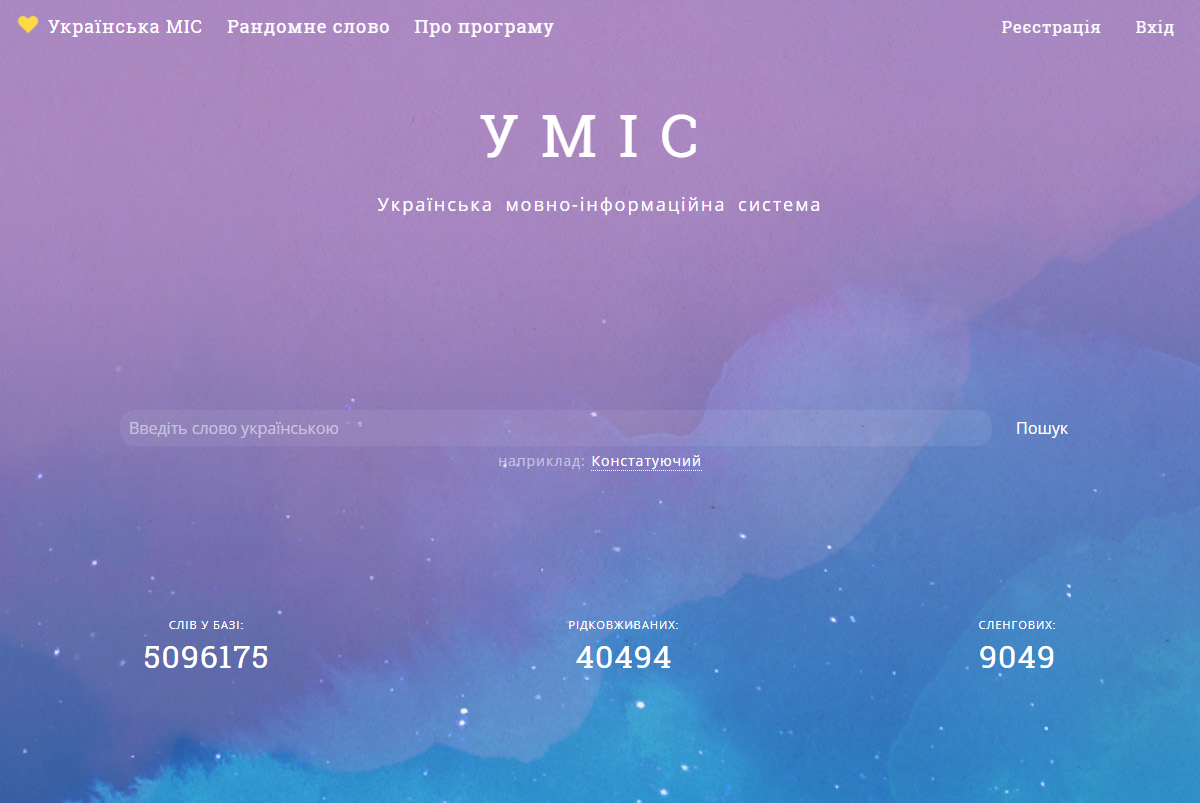 Українська МІС Рандомне слово Про програму Реєстрація Вхід
УМІС
Українська мовно-інформаційна система
Введіть слово українською Пошук
наприклад: Констатуючий
СЛІВ У БАЗІ: РІДКОВЖИВАНИХ: СЛЕНГОВИХ:
5096175 40494 9049